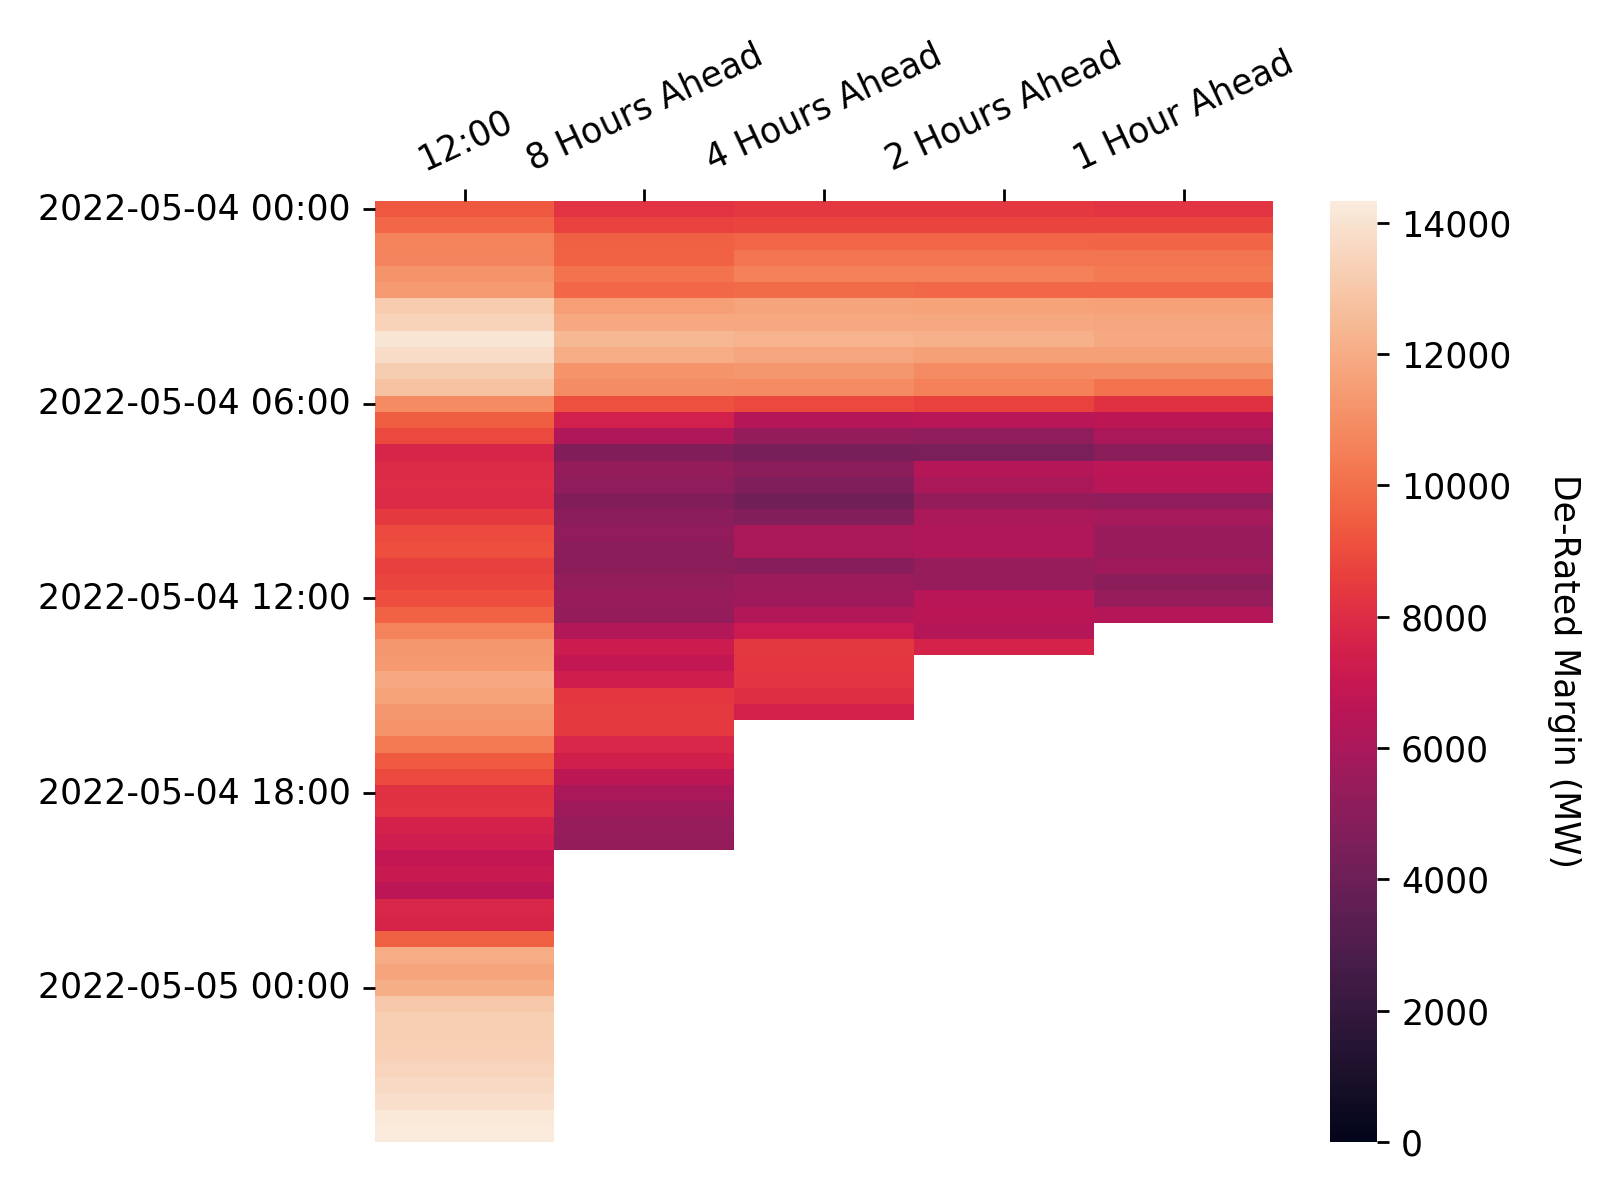 12:00
8 Hours Ahead
4 Hours Ahead
2 Hours Ahead
1 Hour Ahead
2022-05-04 00:00
2022-05-04 06:00
2022-05-04 12:00
2022-05-04 18:00
2022-05-05 00:00
14000
12000
10000
8000
6000
4000
2000
0
De-Rated Margin (MW)